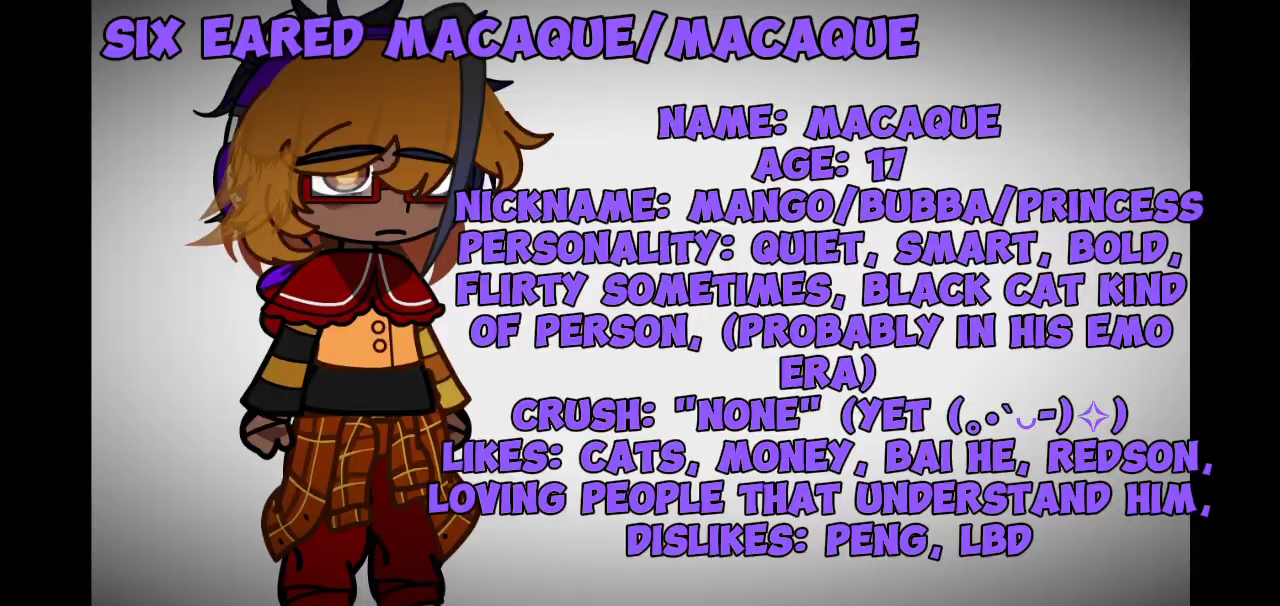 SIX EARED MACAQUE/MACAQUE
NAME: MACAQUE
AGE: 17
NICKNAME: MANGO/BUBBA/PRINCESS
PERSONALITY: QUIET, SMART, BOLD,
FLIRTY SOMETIMES, BLACK CAT KIND
OF PERSON, (PROBABLY IN HIS EMO
ERA)
CRUSH: "NONE" (YET (｡•̀ᴗ-)✧)
LIKES: CATS, MONEY, BAI HE, REDSON,
LOVING PEOPLE THAT UNDERSTAND HIM,
DISLIKES: PENG, LBD